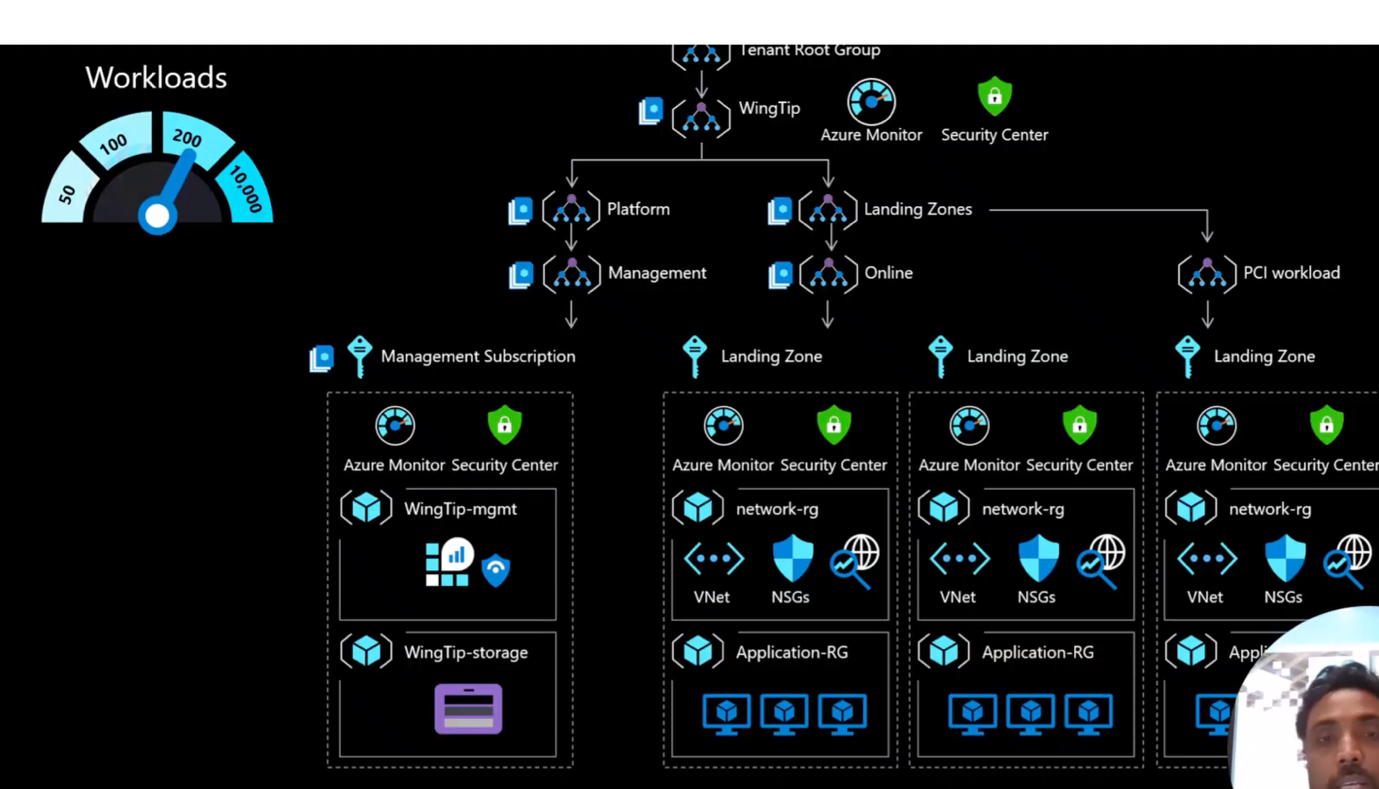 Workloads
50
100
200
10,000
Tenant Root Group
WingTip
Azure Monitor
Security Center
Platform
Landing Zones
Management
Online
PCI workload
Management Subscription
Landing Zone
Landing Zone
Landing Zone
Azure Monitor Security Center
Azure Monitor Security Center
Azure Monitor Security Center
Azure Monitor Security Center
WingTip-mgmt
network-rg
network-rg
network-rg
VNet
NSGs
VNet
NSGs
VNet
NSGs
WingTip-storage
Application-RG
Application-RG